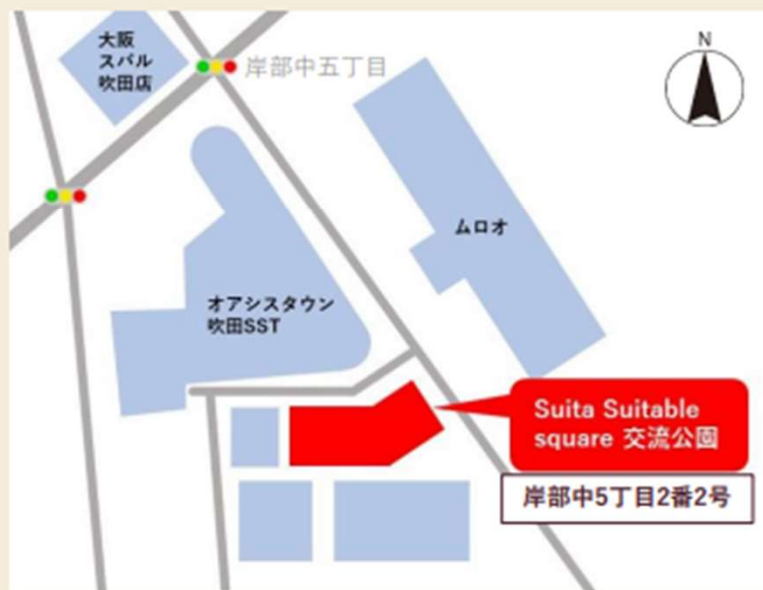 大阪
スバル
吹田店
岸部中五丁目
N
ムロオ
オアシスタウン
吹田SST
Suita Suitable
square 交流公園
岸部中5丁目2番2号